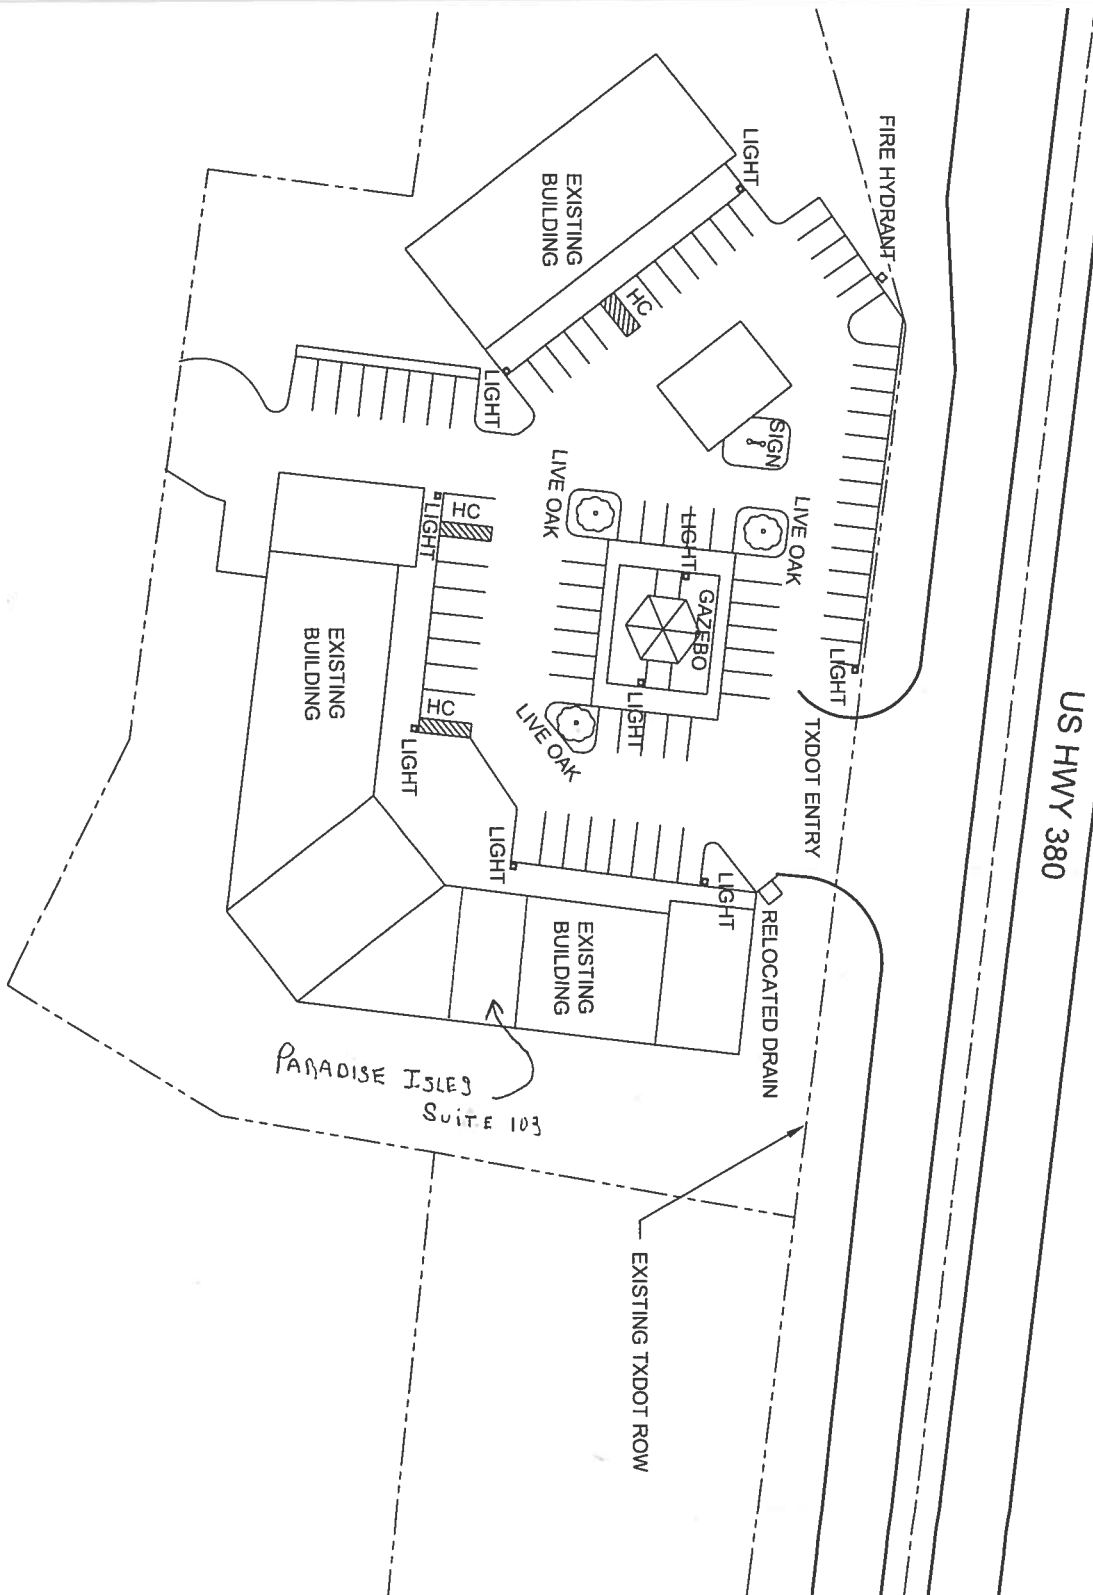 US HWY 380
FIRE HYDRANT
LIGHT
EXISTING
BUILDING
HC
SIGN
LIGHT
LIVE OAK
LIVE OAK
LIGHT
GAZEBO
LIGHT
HC
LIGHT
LIGHT
LIVE OAK
TXDOT ENTRY
EXISTING
BUILDING
HC
LIGHT
LIGHT
LIGHT
RELOCATED DRAIN
EXISTING
BUILDING
PARADISE ISLES
SUITE 103
EXISTING TXDOT ROW